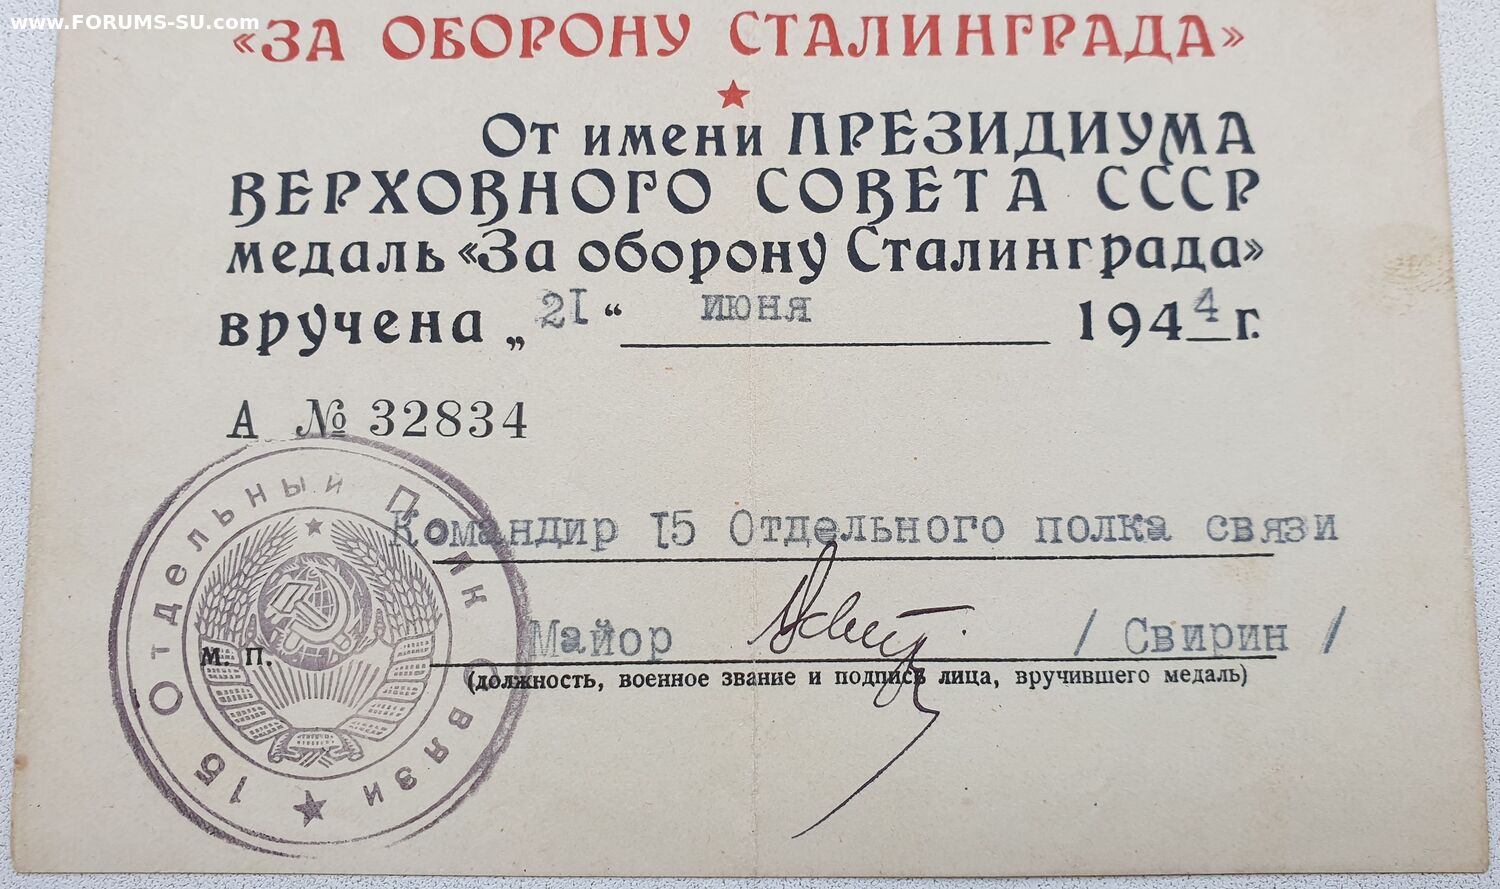 www.FORUMS-SU.com
«ЗА ОБОРОНУ СТАЛИНГРАДА»
От имени ПРЕЗИДИУМА
ВЕРХОВНОГО СОВЕТА СССР
медаль «За оборону Сталинграда»
вручена „21“ июня 1944 г.
А № 32834
Командир 15 Отдельного полка связи
Майор / Свирин /
М. П.
(должность, военное звание и подпись лица, вручившего медаль)
15 Отдельный Полк Связи